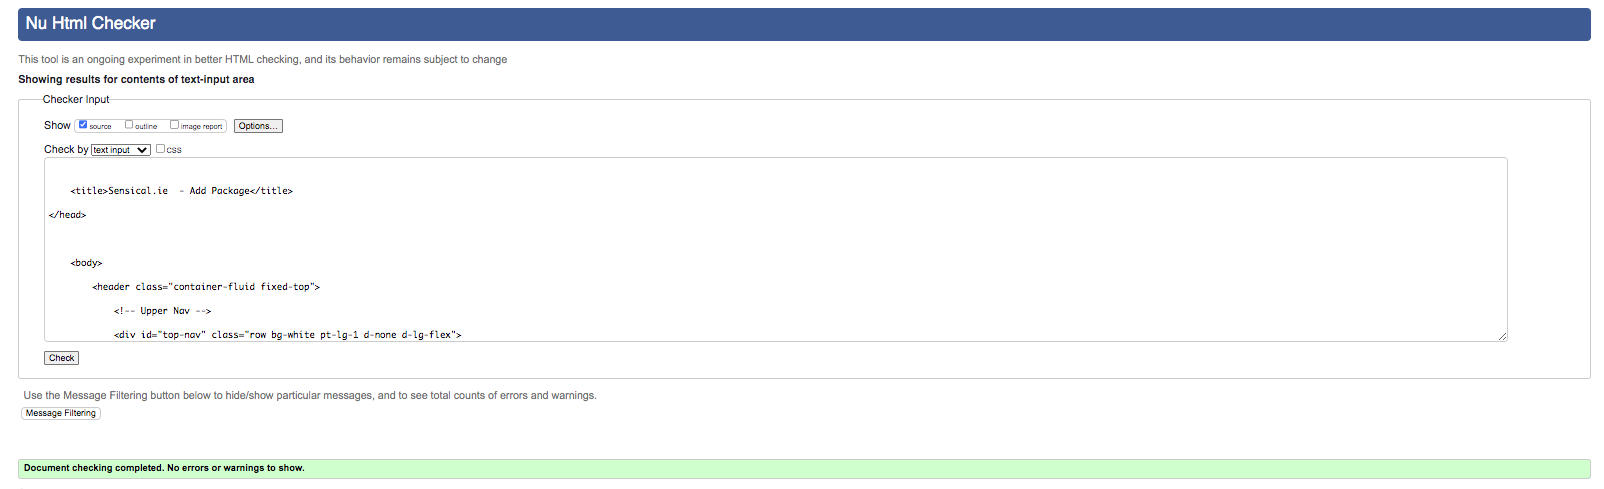 Nu Html Checker
This tool is an ongoing experiment in better HTML checking, and its behavior remains subject to change
Showing results for contents of text-input area
Checker Input
Show source outline image report Options...
Check by text input css
<title>Sensical.ie  - Add Package</title>
</head>
<body>
<header class="container-fluid fixed-top">
<!-- Upper Nav -->
<div id="top-nav" class="row bg-white pt-lg-1 d-none d-lg-flex">
Check
Use the Message Filtering button below to hide/show particular messages, and to see total counts of errors and warnings.
Message Filtering
Document checking completed. No errors or warnings to show.